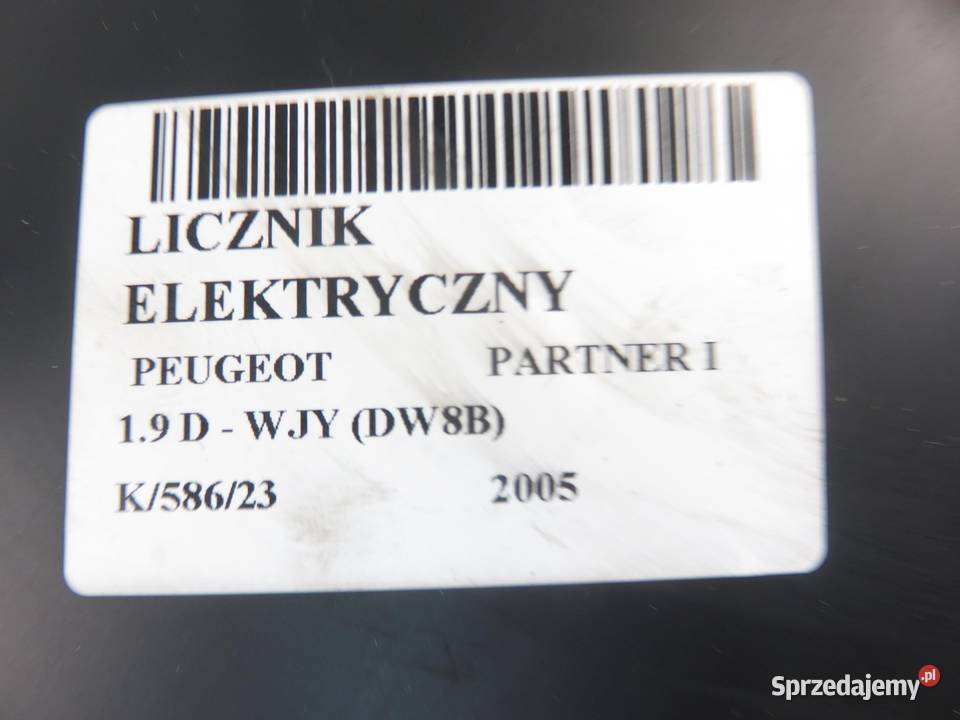 LICZNIK
ELEKTRYCZNY
PEUGEOT PARTNER I
1.9 D - WJY (DW8B)
K/586/23 2005
Sprzedajemy.pl